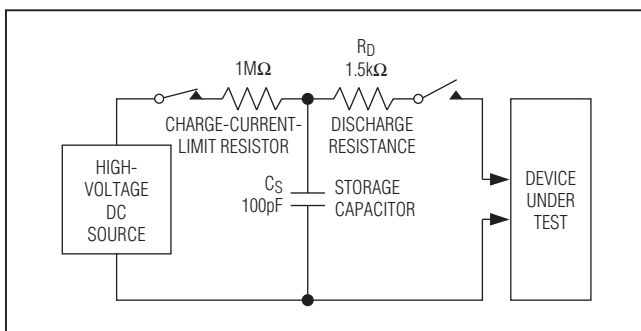 1MΩ
CHARGE-CURRENT-
LIMIT RESISTOR
RD
1.5kΩ
DISCHARGE
RESISTANCE
HIGH-
VOLTAGE
DC
SOURCE
CS
100pF
STORAGE
CAPACITOR
DEVICE
UNDER
TEST